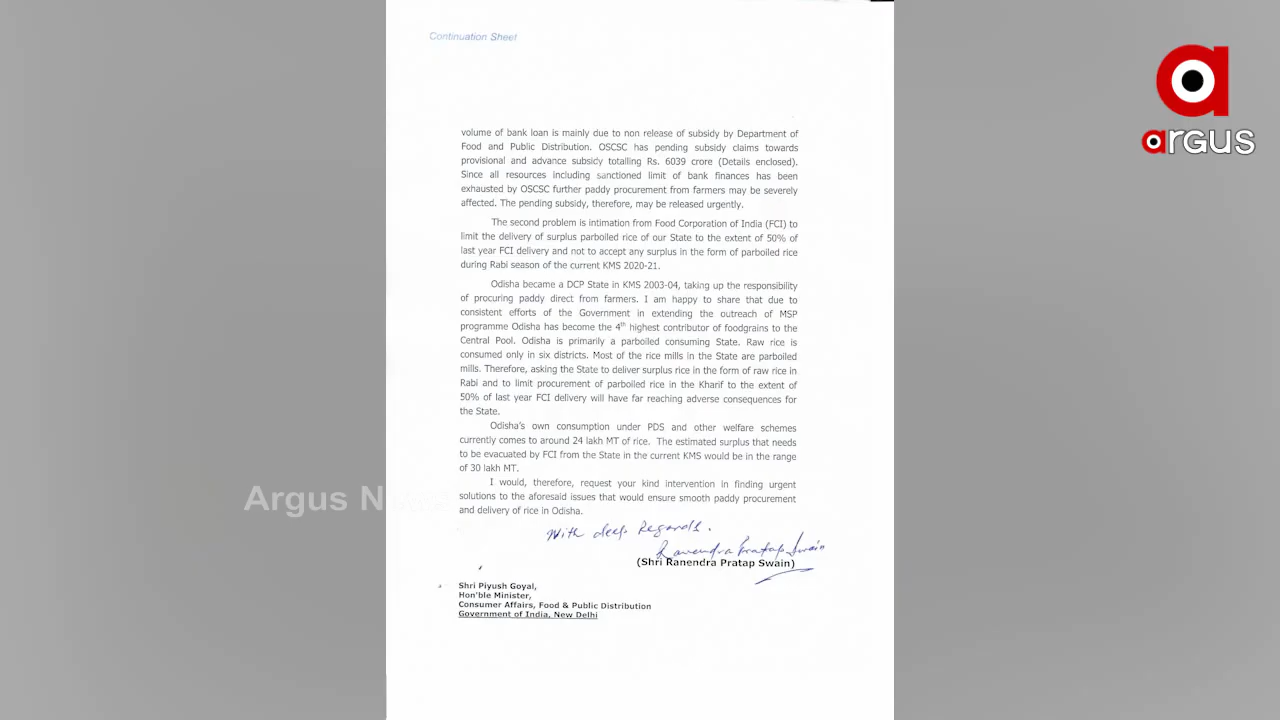 Continuation Sheet
argus
volume of bank loan is mainly due to non release of subsidy by Department of
Food and Public Distribution. OSCSC has pending subsidy claims towards
provisional and advance subsidy totalling Rs. 6039 crore (Details enclosed).
Since all resources including sanctioned limit of bank finances has been
exhausted by OSCSC further paddy procurement from farmers may be severely
affected. The pending subsidy, therefore, may be released urgently.
The second problem is intimation from Food Corporation of India (FCI) to
limit the delivery of surplus parboiled rice of our State to the extent of 50% of
last year FCI delivery and not to accept any surplus in the form of parboiled rice
during Rabi season of the current KMS 2020-21.
Odisha became a DCP State in KMS 2003-04, taking up the responsibility
of procuring paddy direct from farmers. I am happy to share that due to
consistent efforts of the Government in extending the outreach of MSP
programme Odisha has become the 4th highest contributor of foodgrains to the
Central Pool. Odisha is primarily a parboiled consuming State. Raw rice is
consumed only in six districts. Most of the rice mills in the State are parboiled
mills. Therefore, asking the State to deliver surplus rice in the form of raw rice in
Rabi and to limit procurement of parboiled rice in the Kharif to the extent of
50% of last year FCI delivery will have far reaching adverse consequences for
the State.
Odisha's own consumption under PDS and other welfare schemes
currently comes to around 24 lakh MT of rice. The estimated surplus that needs
to be evacuated by FCI from the State in the current KMS would be in the range
of 30 lakh MT.
I would, therefore, request your kind intervention in finding urgent
solutions to the aforesaid issues that would ensure smooth paddy procurement
and delivery of rice in Odisha.
Argus News
With deep Regards.
Ranendra Pratap Swain
(Shri Ranendra Pratap Swain)
Shri Piyush Goyal,
Hon'ble Minister,
Consumer Affairs, Food & Public Distribution
Government of India, New Delhi